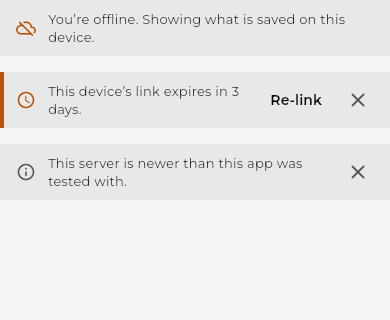 You’re offline. Showing what is saved on this
device.
This device’s link expires in 3
days.
Re-link
This server is newer than this app was
tested with.